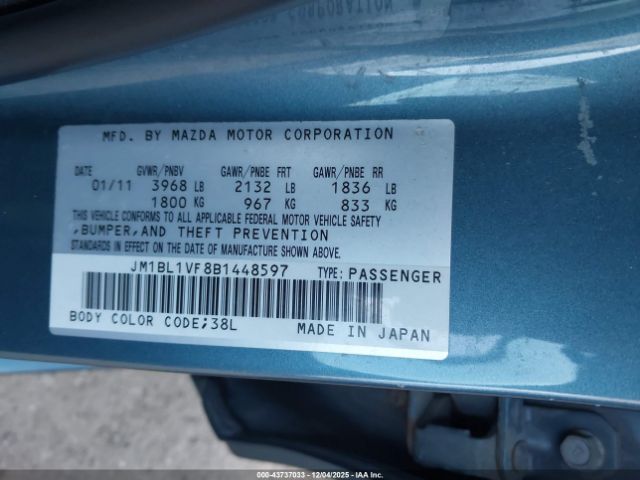 MFD. BY MAZDA MOTOR CORPORATION
DATE GVWR/PNBV GAWR/PNBE FRT GAWR/PNBE RR
01/11 3968 LB 2132 LB 1836 LB
1800 KG 967 KG 833 KG
THIS VEHICLE CONFORMS TO ALL APPLICABLE FEDERAL MOTOR VEHICLE SAFETY
,BUMPER,AND THEFT PREVENTION
STANDARDS IN EFFECT ON THE DATE OF MANUFACTURE SHOWN ABOVE.
JM1BL1VF8B1448597 TYPE: PASSENGER
BODY COLOR CODE;38L MADE IN JAPAN
000-43737033 - 12/04/2025 - IAAI.CA